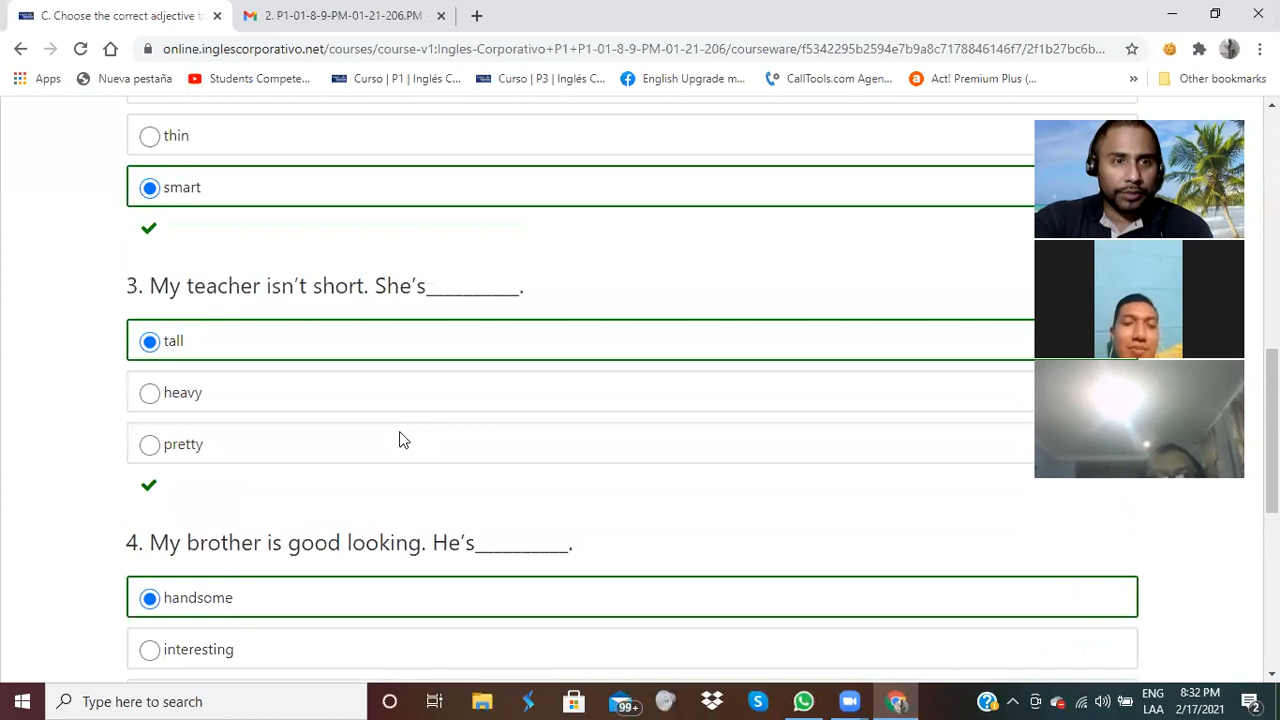 C. Choose the correct adjective t
2. P1-01-8-9-PM-01-21-206.PM
online.inglescorporativo.net/courses/course-v1:Ingles-Corporativo+P1+P1-01-8-9-PM-01-21-206/courseware/f5342295b2594e7b9a8c7178846146f7/2f1b27bc6b...
Apps
Nueva pestaña
Students Compete...
Curso | P1 | Inglés C...
Curso | P3 | Inglés C...
English Upgrade m...
CallTools.com Agen...
Act! Premium Plus (...
»
Other bookmarks
thin
smart
3. My teacher isn't short. She's__________.
tall
heavy
pretty
4. My brother is good looking. He's__________.
handsome
interesting
Type here to search
99+
ENG
LAA
8:32 PM
2/17/2021
2